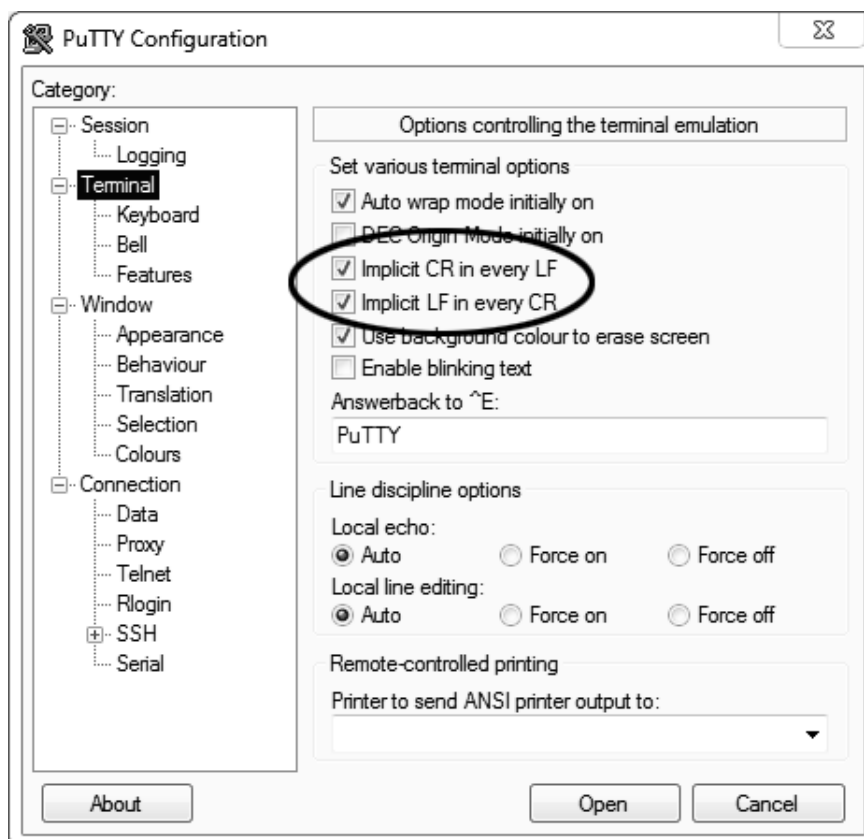 PuTTY Configuration
Category:
Session
Logging
Terminal
Keyboard
Bell
Features
Window
Appearance
Behaviour
Translation
Selection
Colours
Connection
Data
Proxy
Telnet
Rlogin
SSH
Serial
Options controlling the terminal emulation
Set various terminal options
Auto wrap mode initially on
DEC Origin Mode initially on
Implicit CR in every LF
Implicit LF in every CR
Use background colour to erase screen
Enable blinking text
Answerback to ^E:
PuTTY
Line discipline options
Local echo:
Auto Force on Force off
Local line editing:
Auto Force on Force off
Remote-controlled printing
Printer to send ANSI printer output to:
About Open Cancel